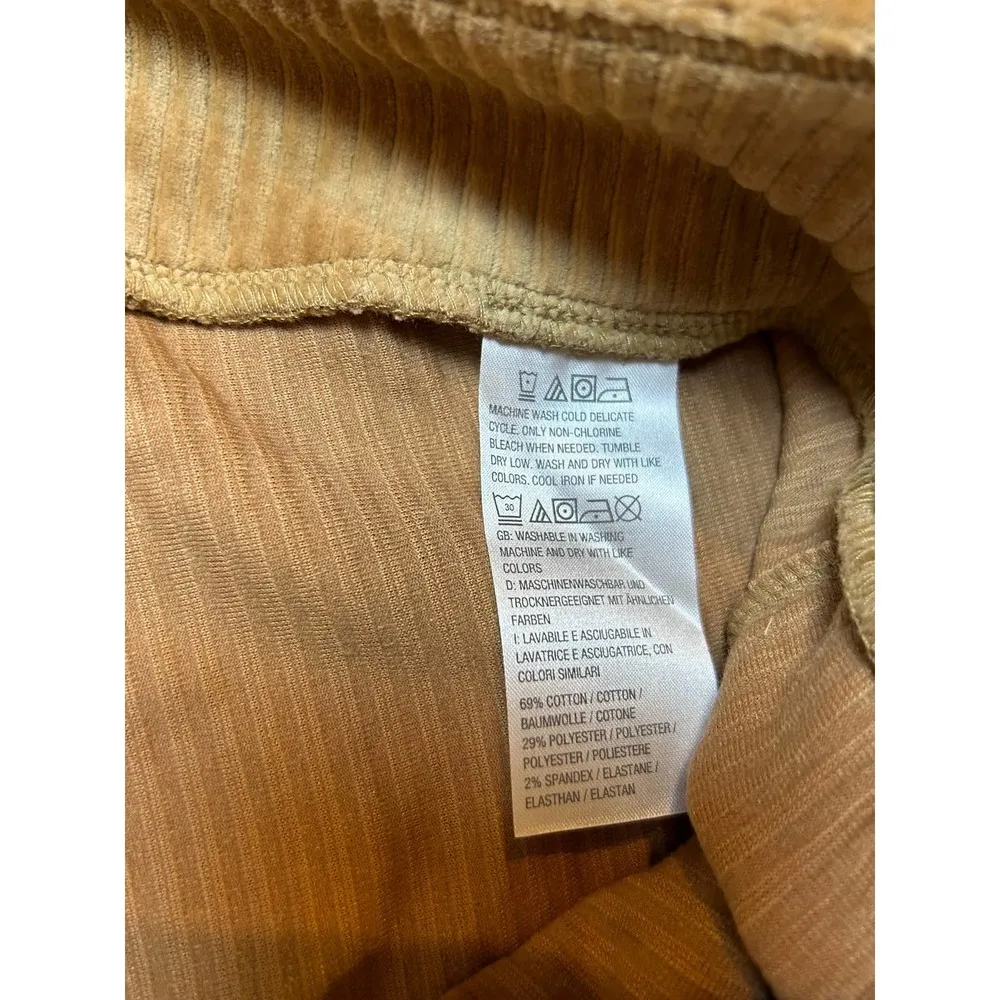 MACHINE WASH COLD DELICATE
CYCLE. ONLY NON-CHLORINE
BLEACH WHEN NEEDED. TUMBLE
DRY LOW. WASH AND DRY WITH LIKE
COLORS. COOL IRON IF NEEDED
30
GB: WASHABLE IN WASHING
MACHINE AND DRY WITH LIKE
COLORS
D: MASCHINENWASCHBAR UND
TROCKNERGEEIGNET MIT ÄHNLICHEN
FARBEN
I: LAVABILE E ASCIUGABILE IN
LAVATRICE E ASCIUGATRICE, CON
COLORI SIMILARI
69% COTTON / COTTON /
BAUMWOLLE / COTONE
29% POLYESTER / POLYESTER /
POLYESTER / POLIESTERE
2% SPANDEX / ELASTANE /
ELASTHAN / ELASTAN